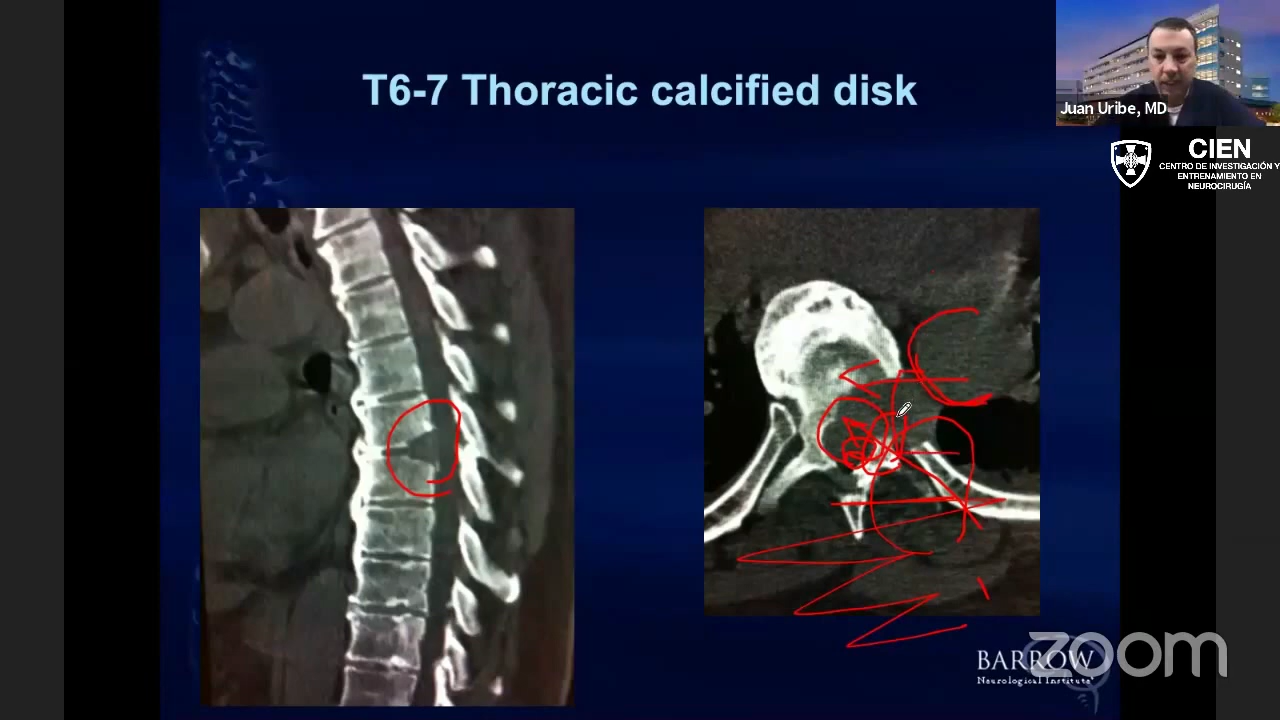 T6-7 Thoracic calcified disk
Juan Uribe, MD
CIEN
CENTRO DE INVESTIGACIÓN Y
ENTRENAMIENTO EN
NEUROCIRUGÍA
BARROW
Neurological Institute
zoom